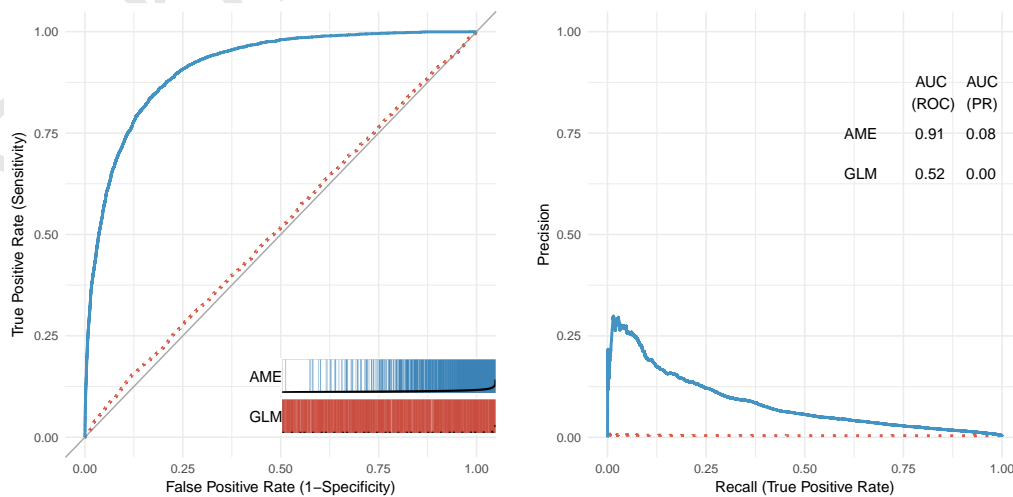 1.00
0.75
0.50
0.25
0.00
True Positive Rate (Sensitivity)
AME
GLM
0.00 0.25 0.50 0.75 1.00
False Positive Rate (1−Specificity)
1.00
0.75
0.50
0.25
0.00
Precision
AUC AUC
(ROC) (PR)
AME 0.91 0.08
GLM 0.52 0.00
0.00 0.25 0.50 0.75 1.00
Recall (True Positive Rate)